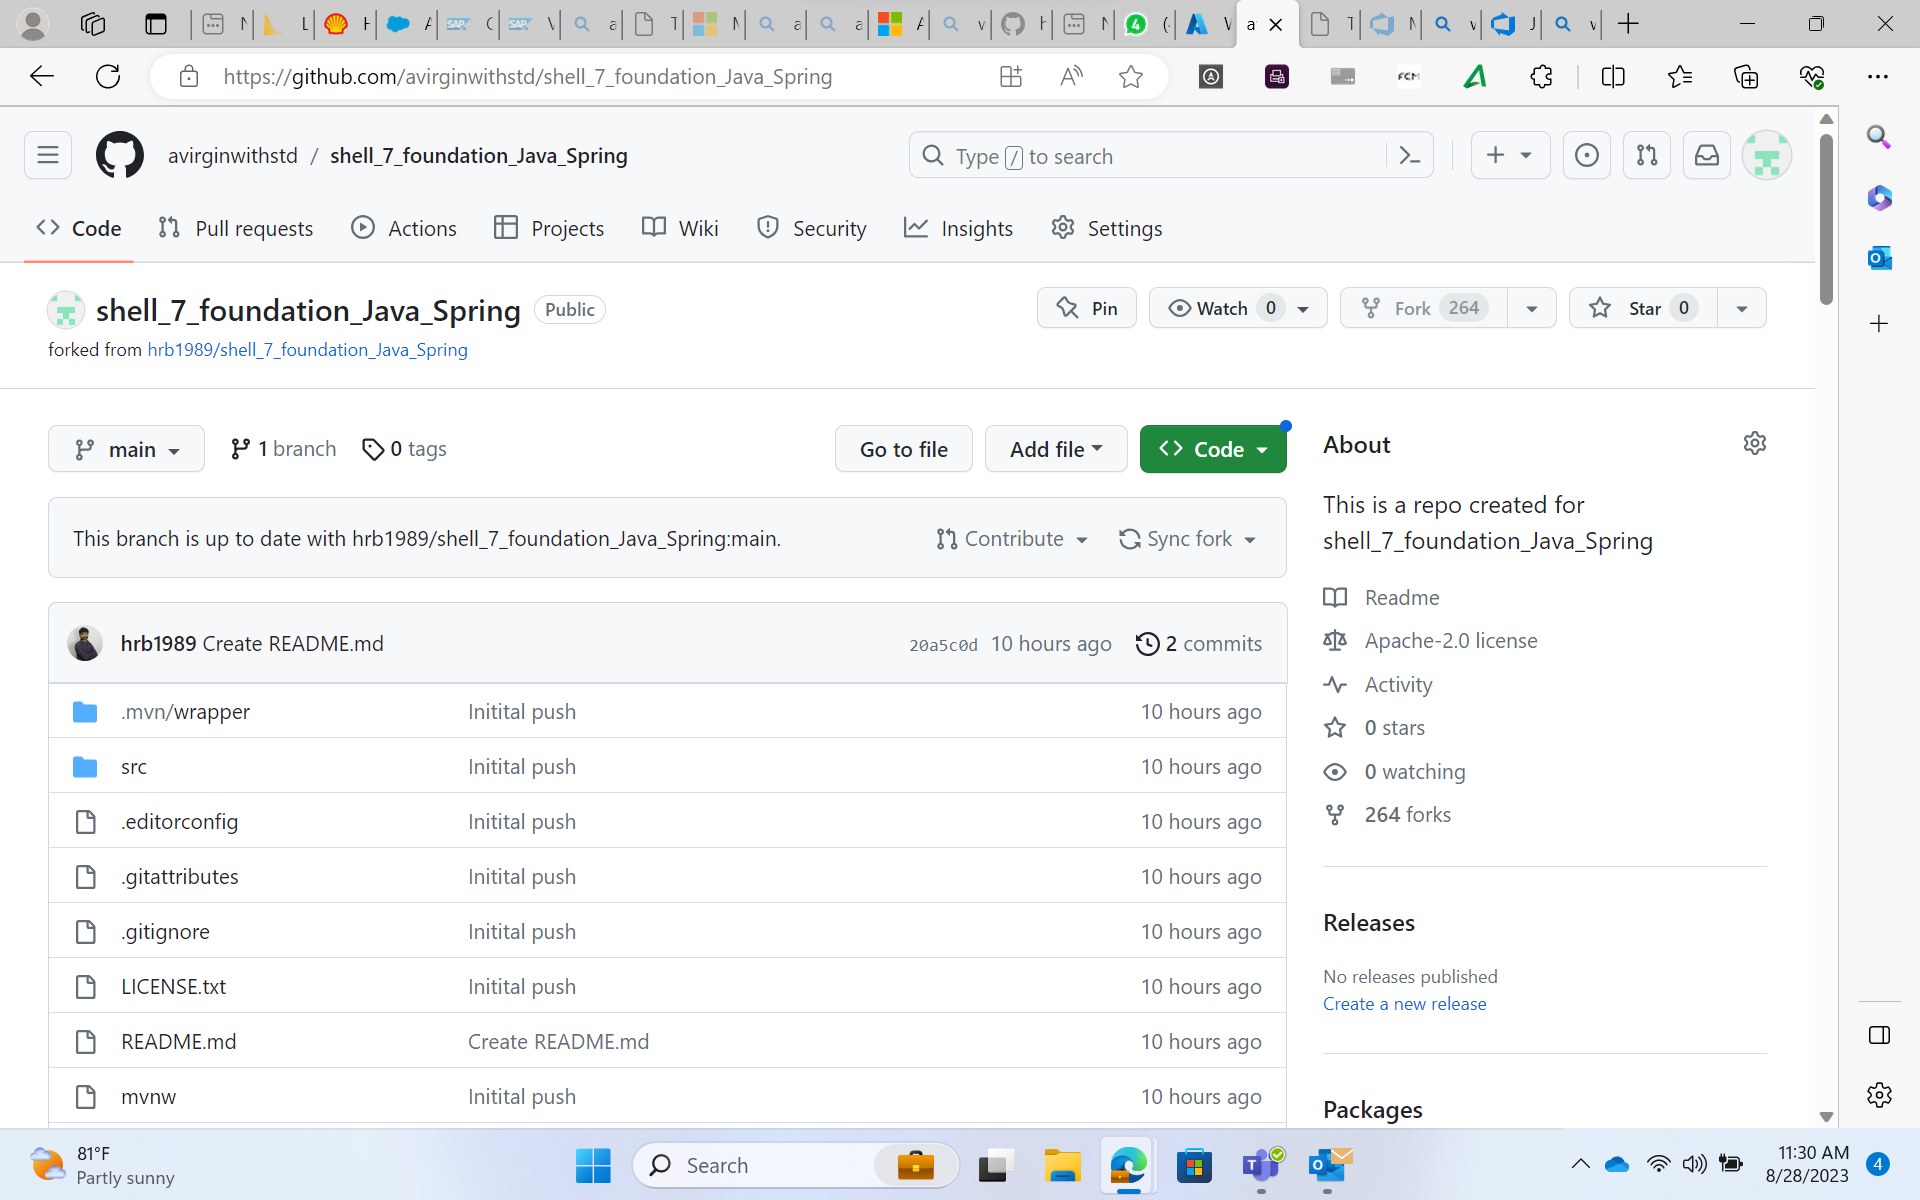 https://github.com/avirginwithstd/shell_7_foundation_Java_Spring
avirginwithstd / shell_7_foundation_Java_Spring
Type / to search
Code
Pull requests
Actions
Projects
Wiki
Security
Insights
Settings
shell_7_foundation_Java_Spring
Public
Pin
Watch 0
Fork 264
Star 0
forked from hrb1989/shell_7_foundation_Java_Spring
main
1 branch
0 tags
Go to file
Add file
Code
This branch is up to date with hrb1989/shell_7_foundation_Java_Spring:main.
Contribute
Sync fork
hrb1989 Create README.md
20a5c0d 10 hours ago
2 commits
.mvn/wrapper Initital push 10 hours ago
src Initital push 10 hours ago
.editorconfig Initital push 10 hours ago
.gitattributes Initital push 10 hours ago
.gitignore Initital push 10 hours ago
LICENSE.txt Initital push 10 hours ago
README.md Create README.md 10 hours ago
mvnw Initital push 10 hours ago
About
This is a repo created for
shell_7_foundation_Java_Spring
Readme
Apache-2.0 license
Activity
0 stars
0 watching
264 forks
Releases
No releases published
Create a new release
Packages
81°F
Partly sunny
Search
11:30 AM
8/28/2023
4